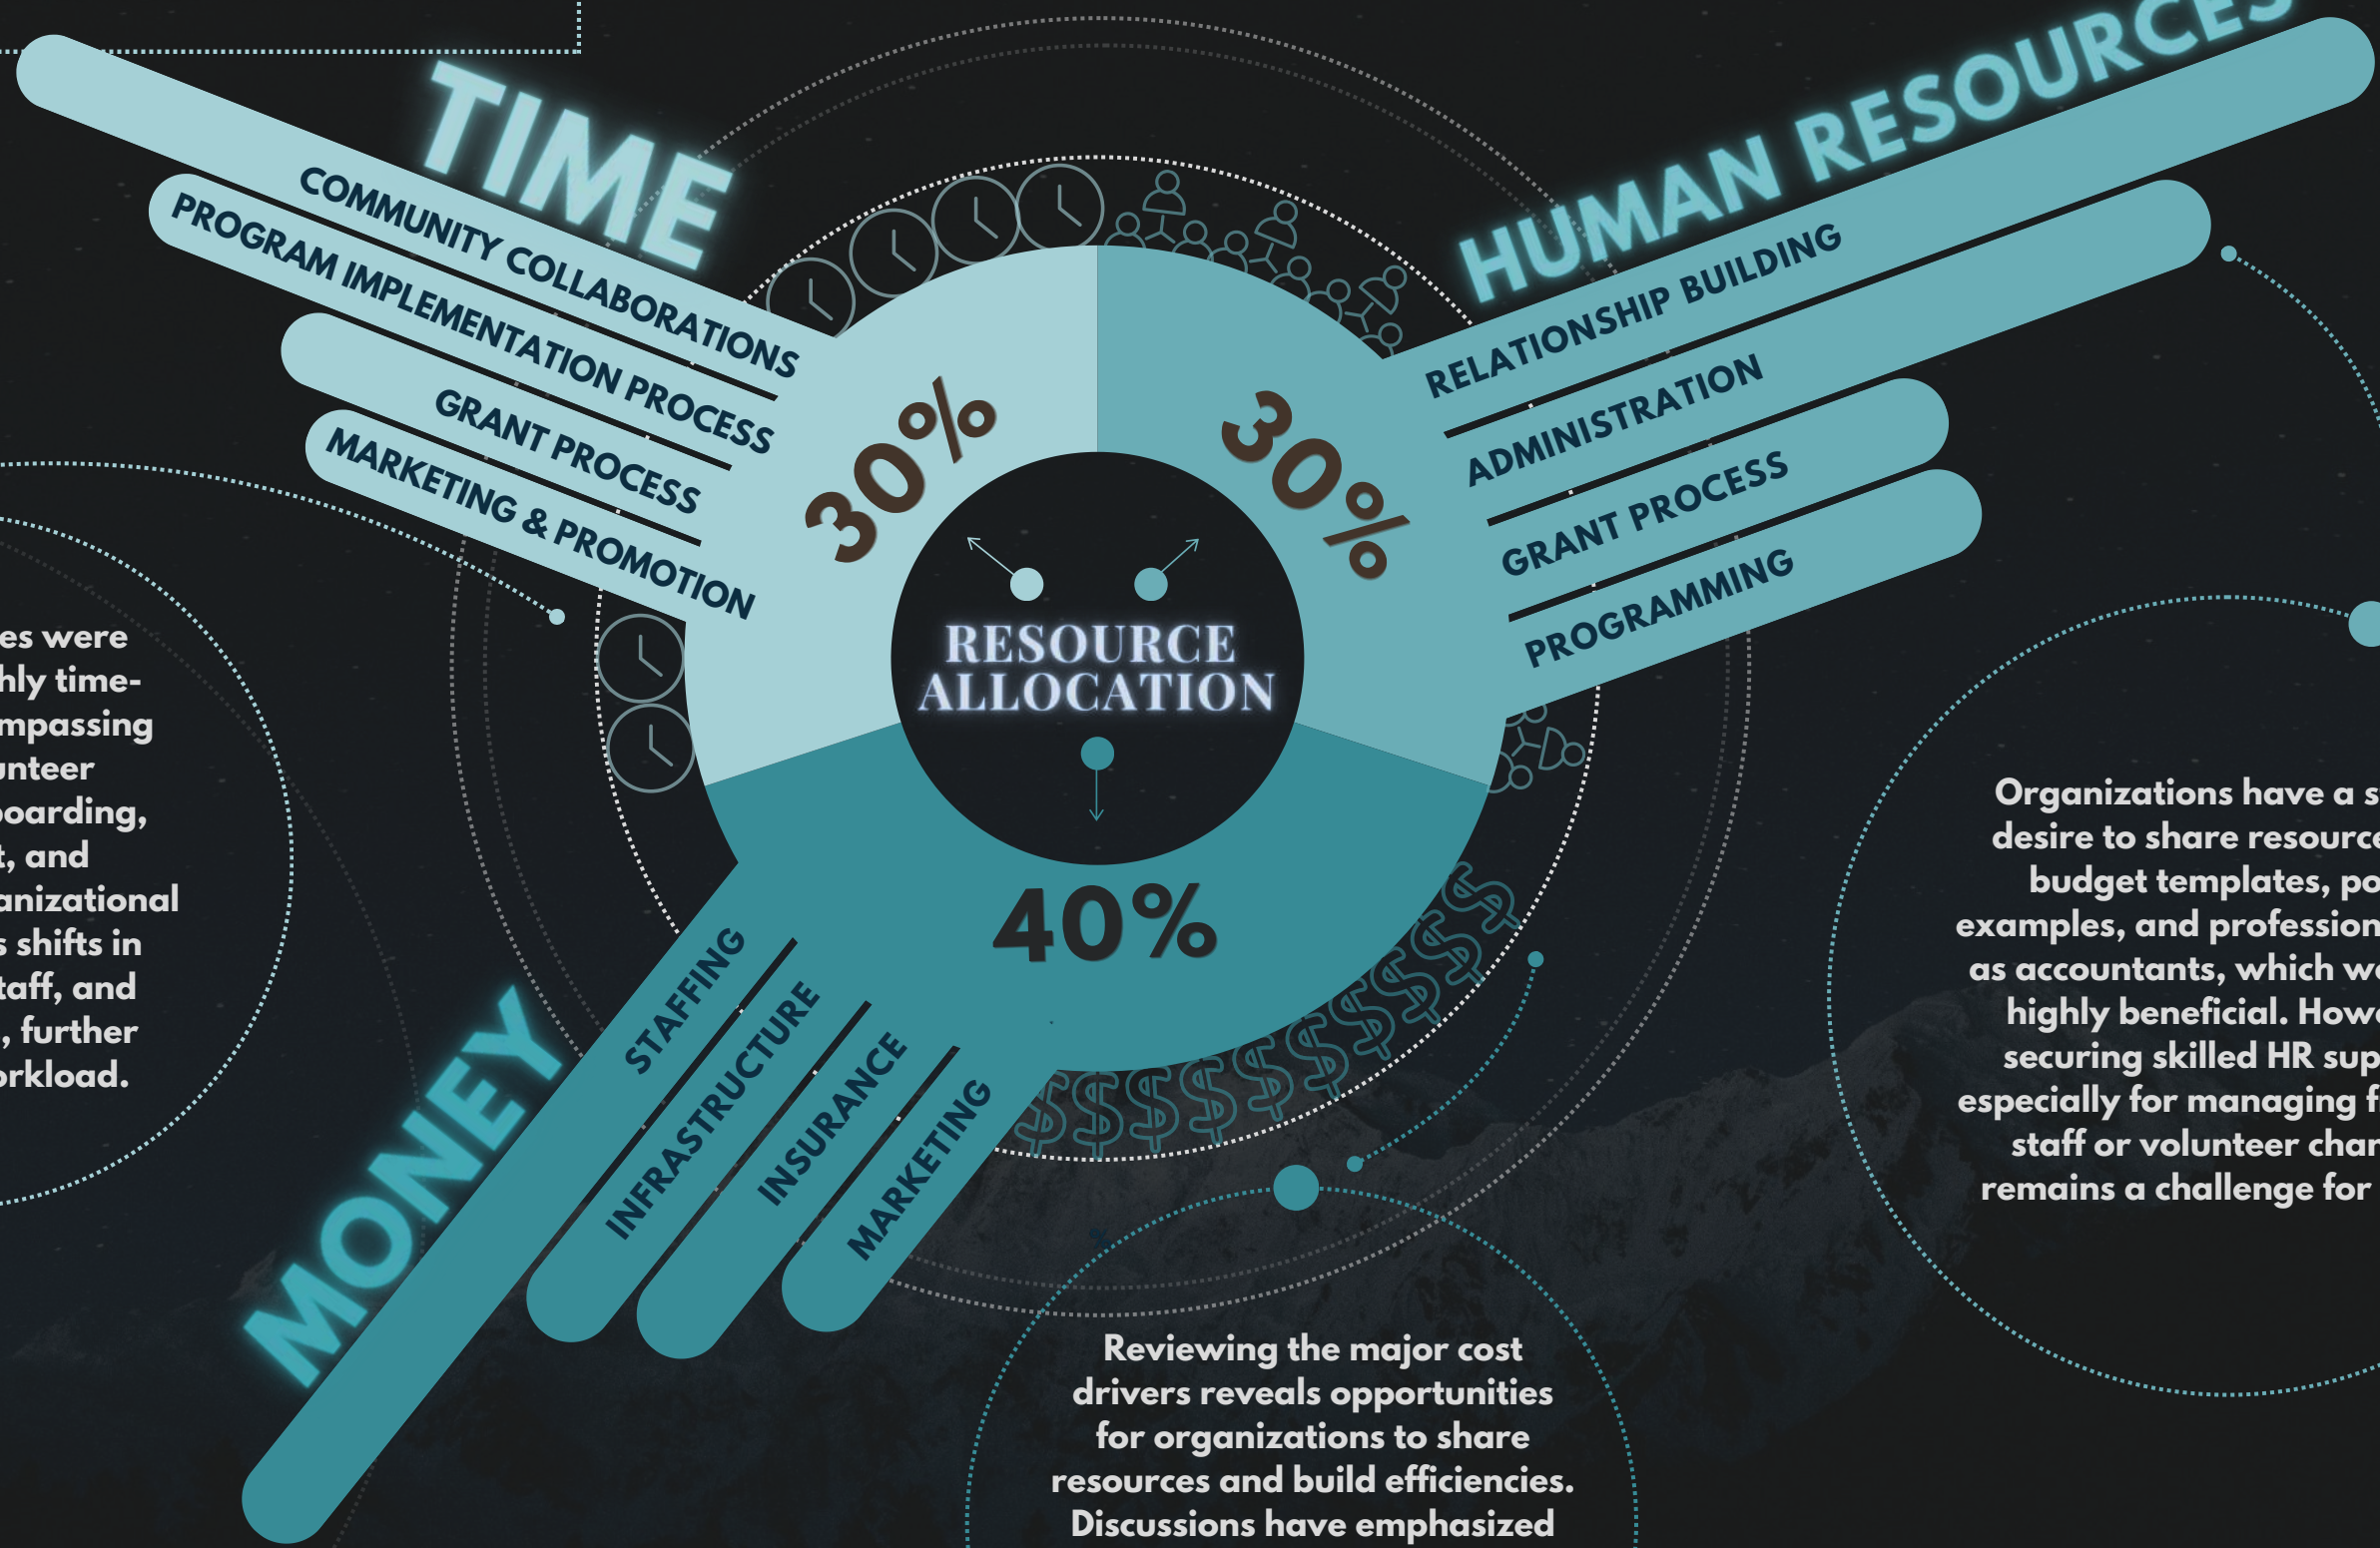 TIME
COMMUNITY COLLABORATIONS
PROGRAM IMPLEMENTATION PROCESS
GRANT PROCESS
MARKETING & PROMOTION
30%
HUMAN RESOURCES
RELATIONSHIP BUILDING
ADMINISTRATION
GRANT PROCESS
PROGRAMMING
30%
RESOURCE
ALLOCATION
40%
MONEY
STAFFING
INFRASTRUCTURE
INSURANCE
MARKETING
es were
hly time-
mpassing
unteer
boarding,
t, and
anizational
s shifts in
taff, and
, further
orkload.
Organizations have a s
desire to share resource
budget templates, po
examples, and profession
as accountants, which wo
highly beneficial. Howe
securing skilled HR sup
especially for managing f
staff or volunteer chan
remains a challenge for
Reviewing the major cost
drivers reveals opportunities
for organizations to share
resources and build efficiencies.
Discussions have emphasized